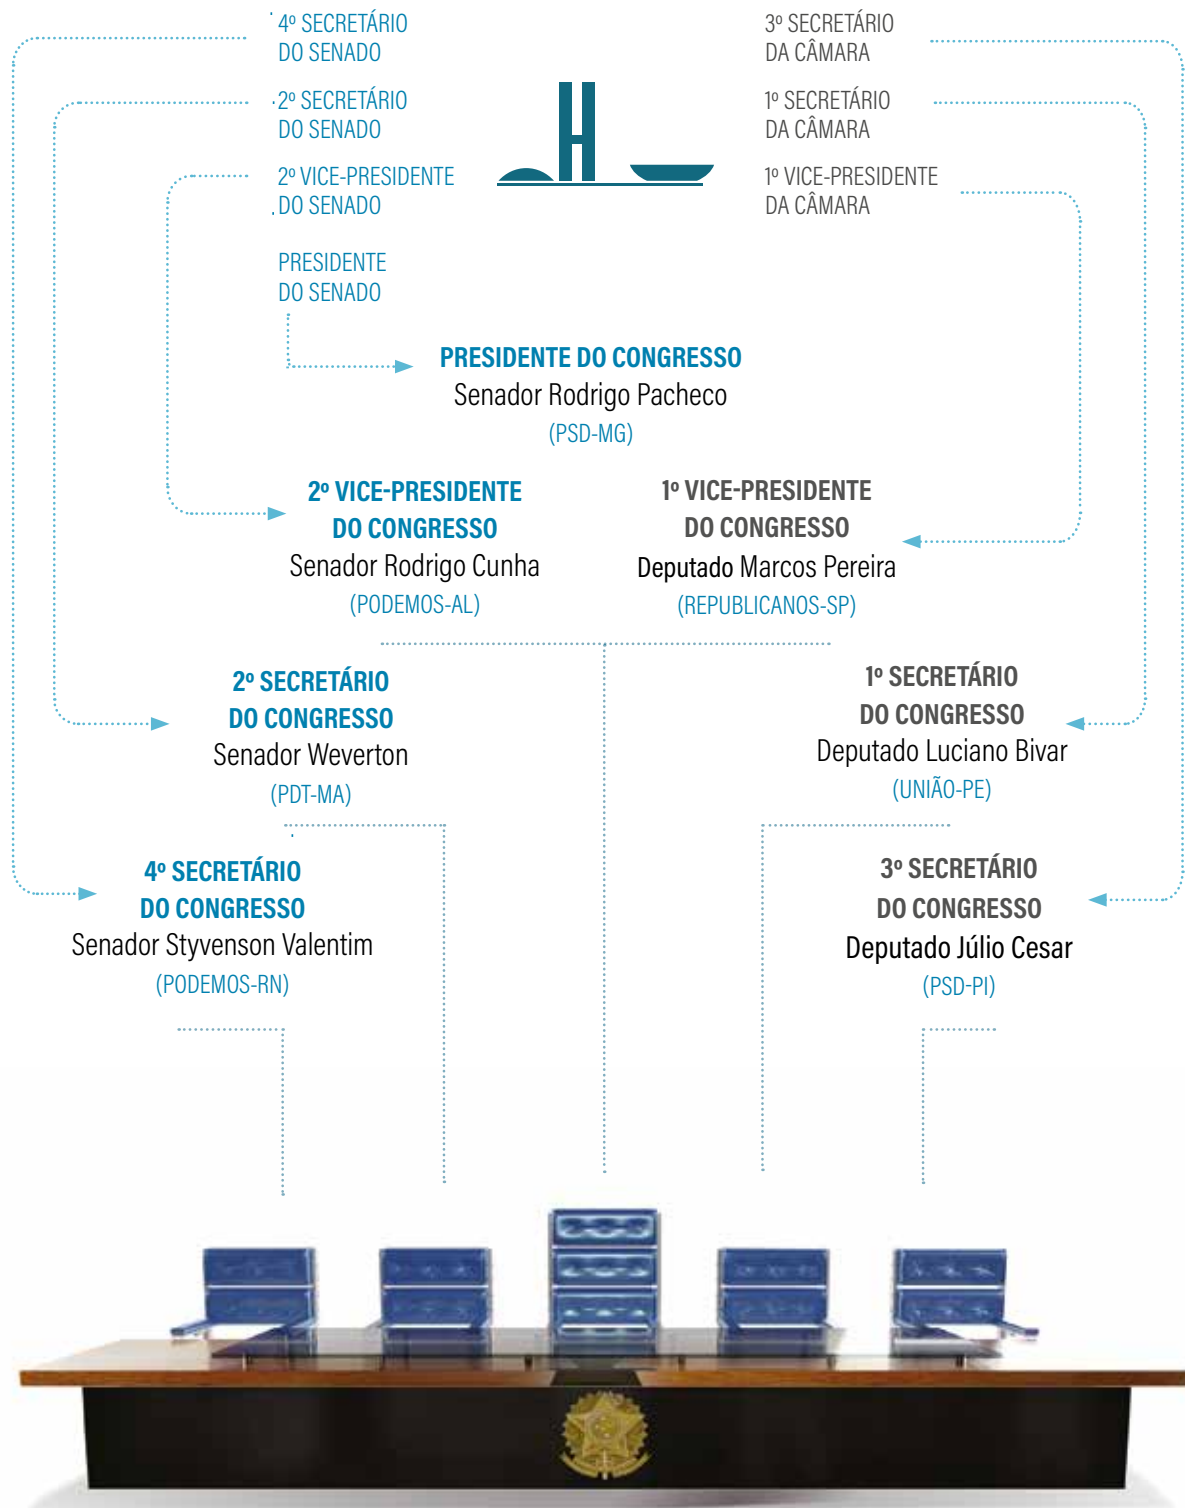 4º SECRETÁRIO
DO SENADO
2º SECRETÁRIO
DO SENADO
2º VICE-PRESIDENTE
DO SENADO
PRESIDENTE
DO SENADO
3º SECRETÁRIO
DA CÂMARA
1º SECRETÁRIO
DA CÂMARA
1º VICE-PRESIDENTE
DA CÂMARA
PRESIDENTE DO CONGRESSO
Senador Rodrigo Pacheco
(PSD-MG)
2º VICE-PRESIDENTE
DO CONGRESSO
Senador Rodrigo Cunha
(PODEMOS-AL)
1º VICE-PRESIDENTE
DO CONGRESSO
Deputado Marcos Pereira
(REPUBLICANOS-SP)
2º SECRETÁRIO
DO CONGRESSO
Senador Weverton
(PDT-MA)
1º SECRETÁRIO
DO CONGRESSO
Deputado Luciano Bivar
(UNIÃO-PE)
4º SECRETÁRIO
DO CONGRESSO
Senador Styvenson Valentim
(PODEMOS-RN)
3º SECRETÁRIO
DO CONGRESSO
Deputado Júlio Cesar
(PSD-PI)